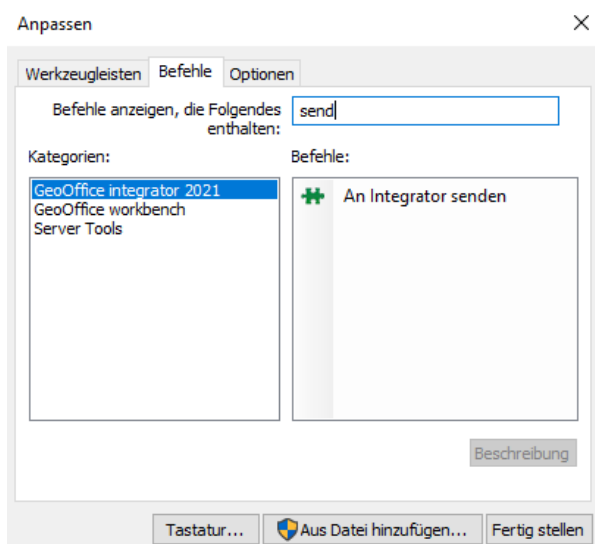 Anpassen
Werkzeugleisten Befehle Optionen
Befehle anzeigen, die Folgendes
enthalten:
send
Kategorien:
Befehle:
GeoOffice integrator 2021
GeoOffice workbench
Server Tools
An Integrator senden
Beschreibung
Tastatur... Aus Datei hinzufügen... Fertig stellen